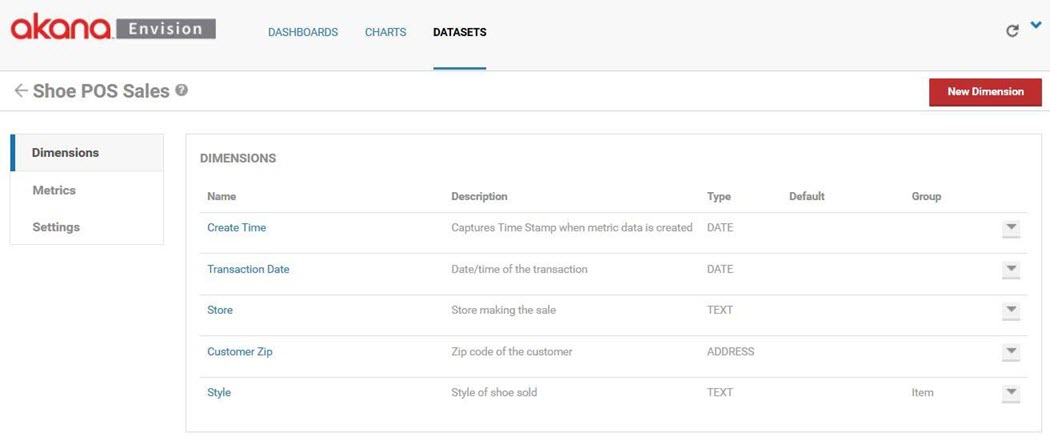 akana Envision DASHBOARDS CHARTS DATASETS
Shoe POS Sales ? New Dimension
Dimensions
Metrics
Settings
DIMENSIONS
Name Description Type Default Group
Create Time Captures Time Stamp when metric data is created DATE
Transaction Date Date/time of the transaction DATE
Store Store making the sale TEXT
Customer Zip Zip code of the customer ADDRESS
Style Style of shoe sold TEXT Item